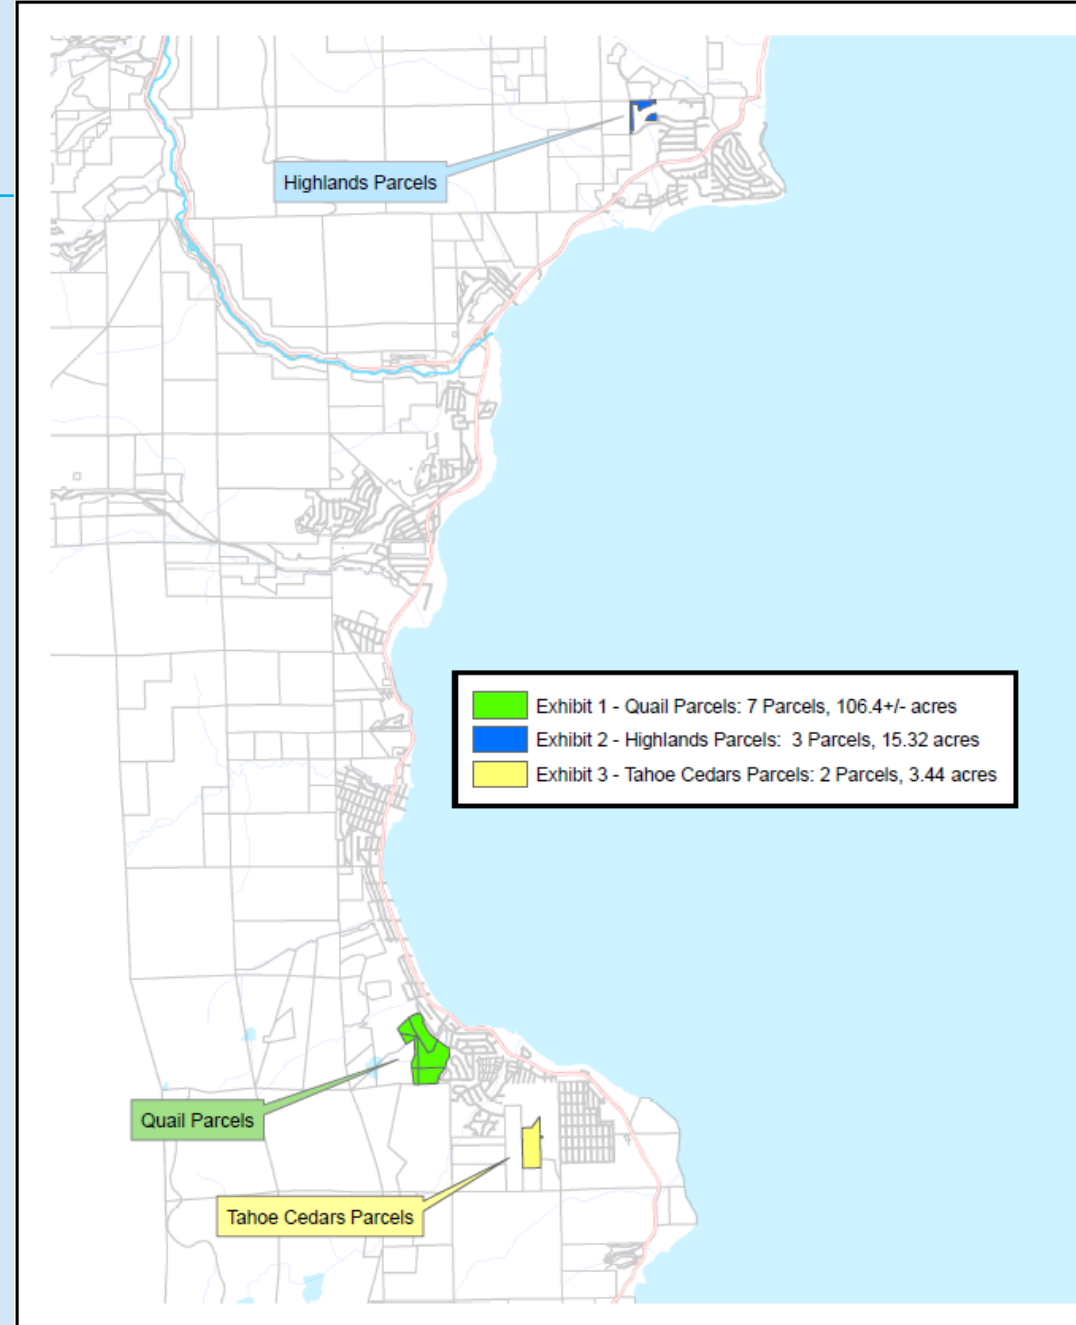 Highlands Parcels
Exhibit 1 - Quail Parcels: 7 Parcels, 106.4+/- acres
Exhibit 2 - Highlands Parcels:  3 Parcels, 15.32 acres
Exhibit 3 - Tahoe Cedars Parcels: 2 Parcels, 3.44 acres
Quail Parcels
Tahoe Cedars Parcels